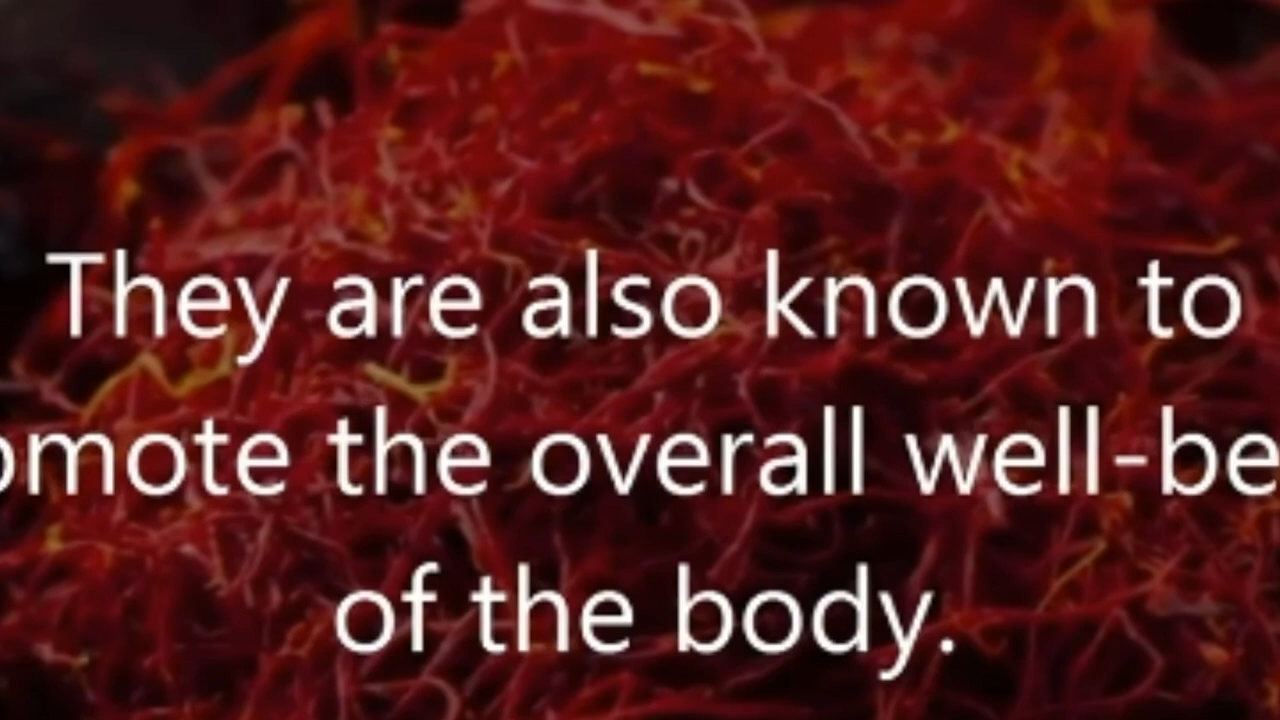 They are also known to
omote the overall well-be
of the body.